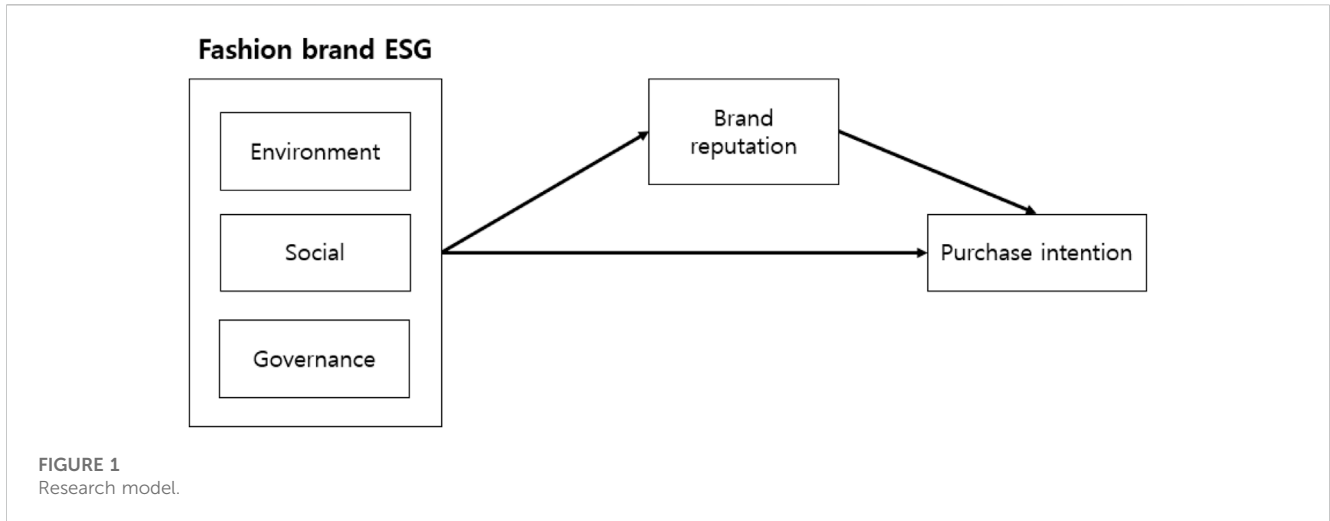 Fashion brand ESG
Environment
Social
Governance
Brand
reputation
Purchase intention
FIGURE 1
Research model.